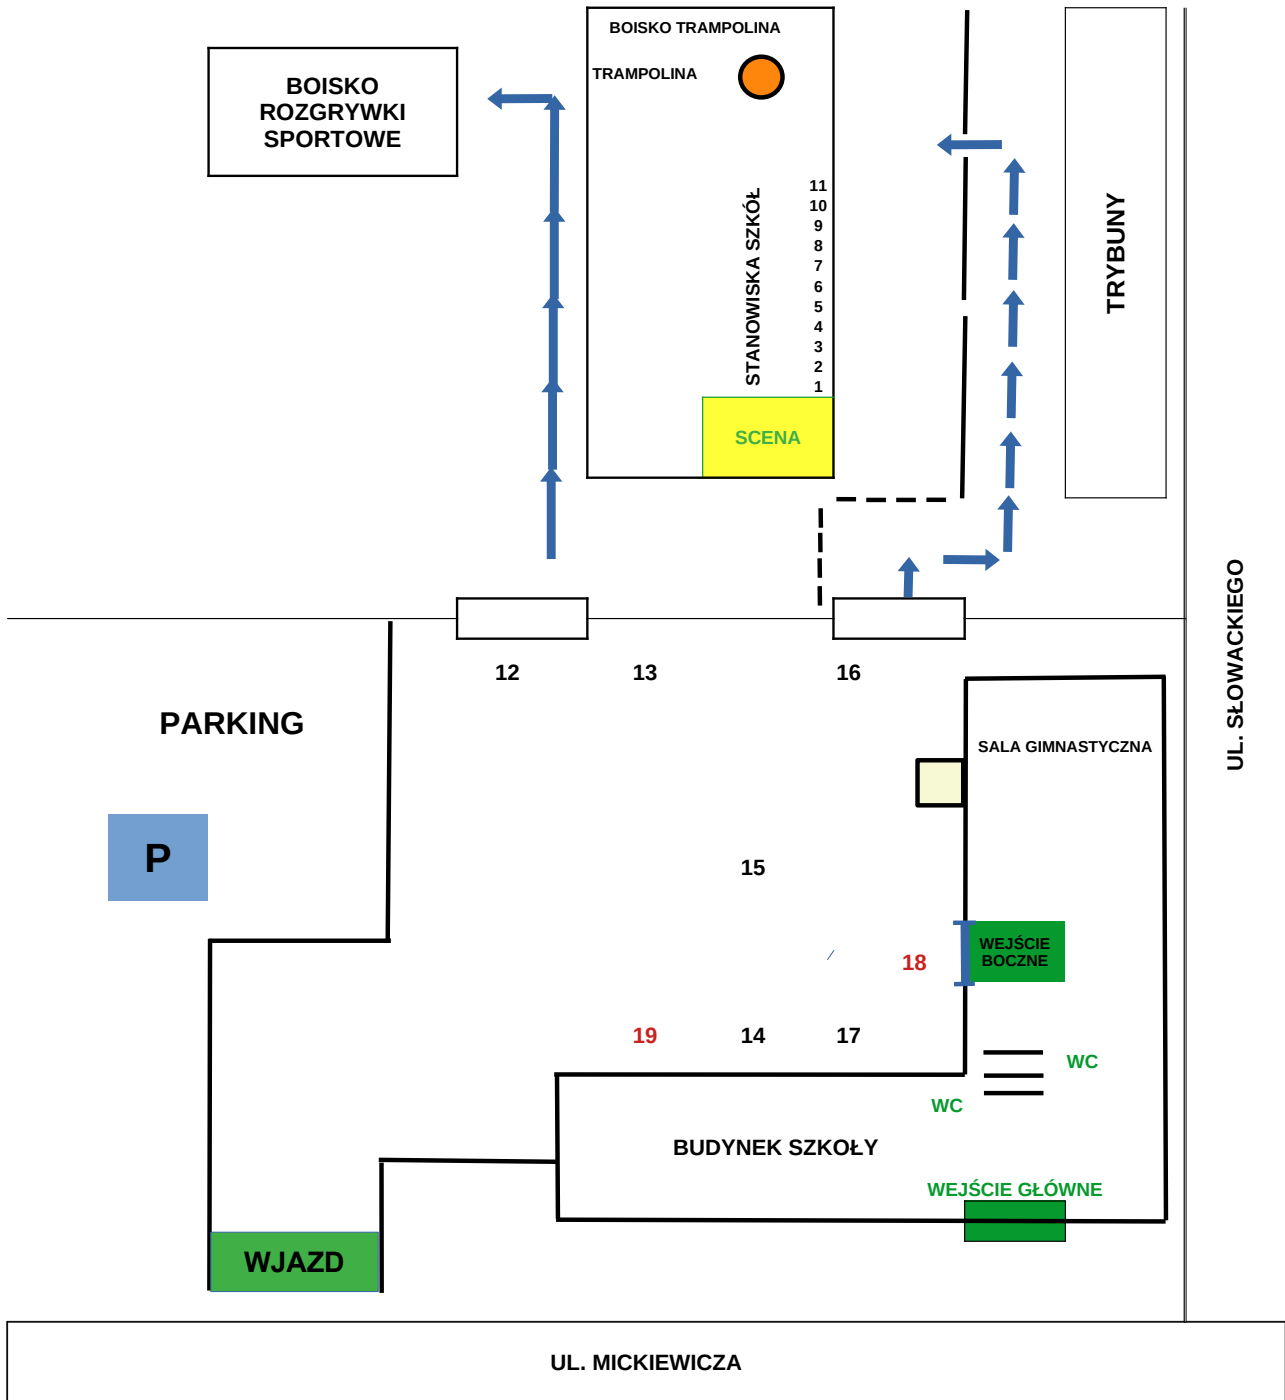 BOISKO TRAMPOLINA
TRAMPOLINA
BOISKO
ROZGRYWKI
SPORTOWE
STANOWISKA SZKÓŁ
11
10
9
8
7
6
5
4
3
2
1
SCENA
TRYBUNY
UL. SŁOWACKIEGO
12
13
16
PARKING
SALA GIMNASTYCZNA
P
15
WEJŚCIE
BOCZNE
18
19
14
17
WC
WC
BUDYNEK SZKOŁY
WEJŚCIE GŁÓWNE
WJAZD
UL. MICKIEWICZA